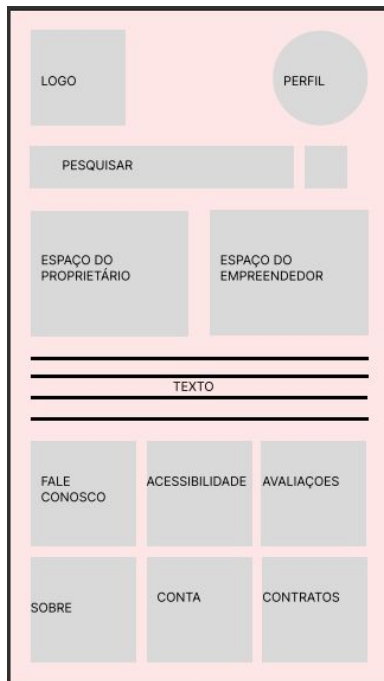 LOGO
PERFIL
PESQUISAR
ESPAÇO DO
PROPRIETÁRIO
ESPAÇO DO
EMPREENDEDOR
TEXTO
FALE
CONOSCO
ACESSIBILIDADE
AVALIAÇOES
SOBRE
CONTA
CONTRATOS